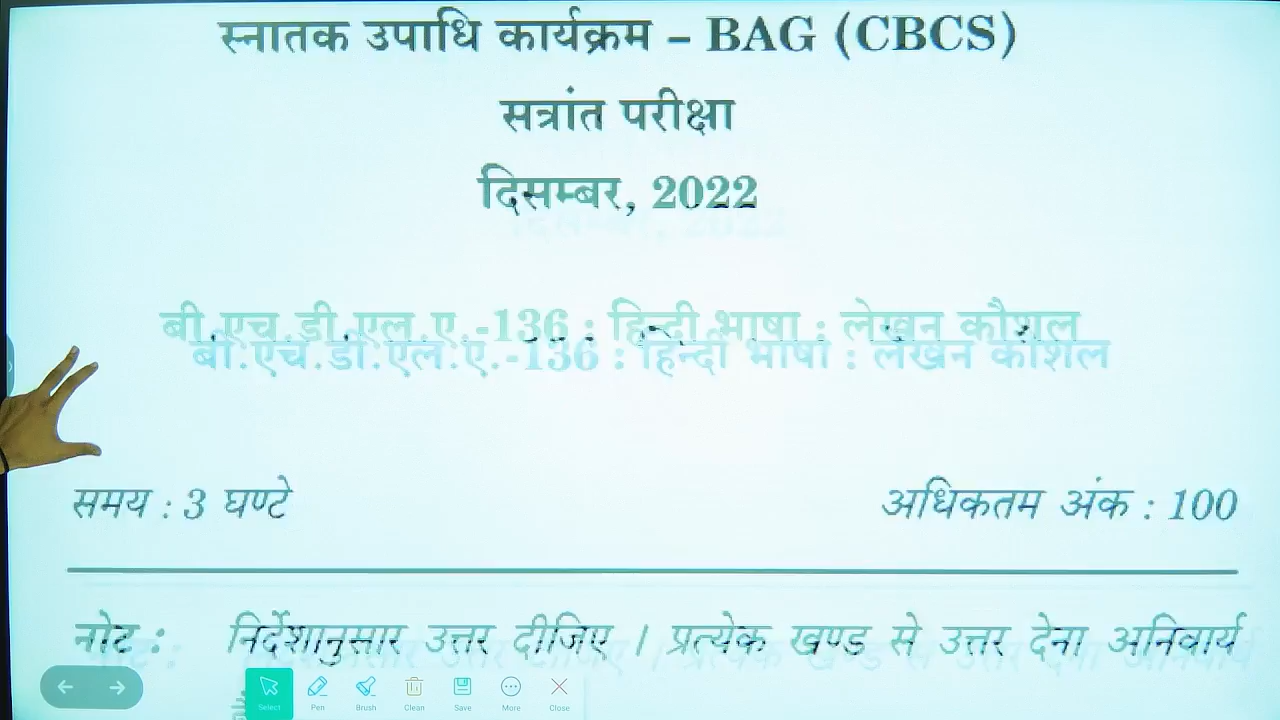 स्नातक उपाधि कार्यक्रम – BAG (CBCS)
सत्रांत परीक्षा
दिसम्बर, 2022
बी.एच.डी.एल.ए.-136 : हिन्दी भाषा : लेखन कौशल
समय : 3 घण्टे
अधिकतम अंक : 100
नोट : निर्देशानुसार उत्तर दीजिए । प्रत्येक खण्ड से उत्तर देना अनिवार्य
Select Pen Brush Clean Save More Close